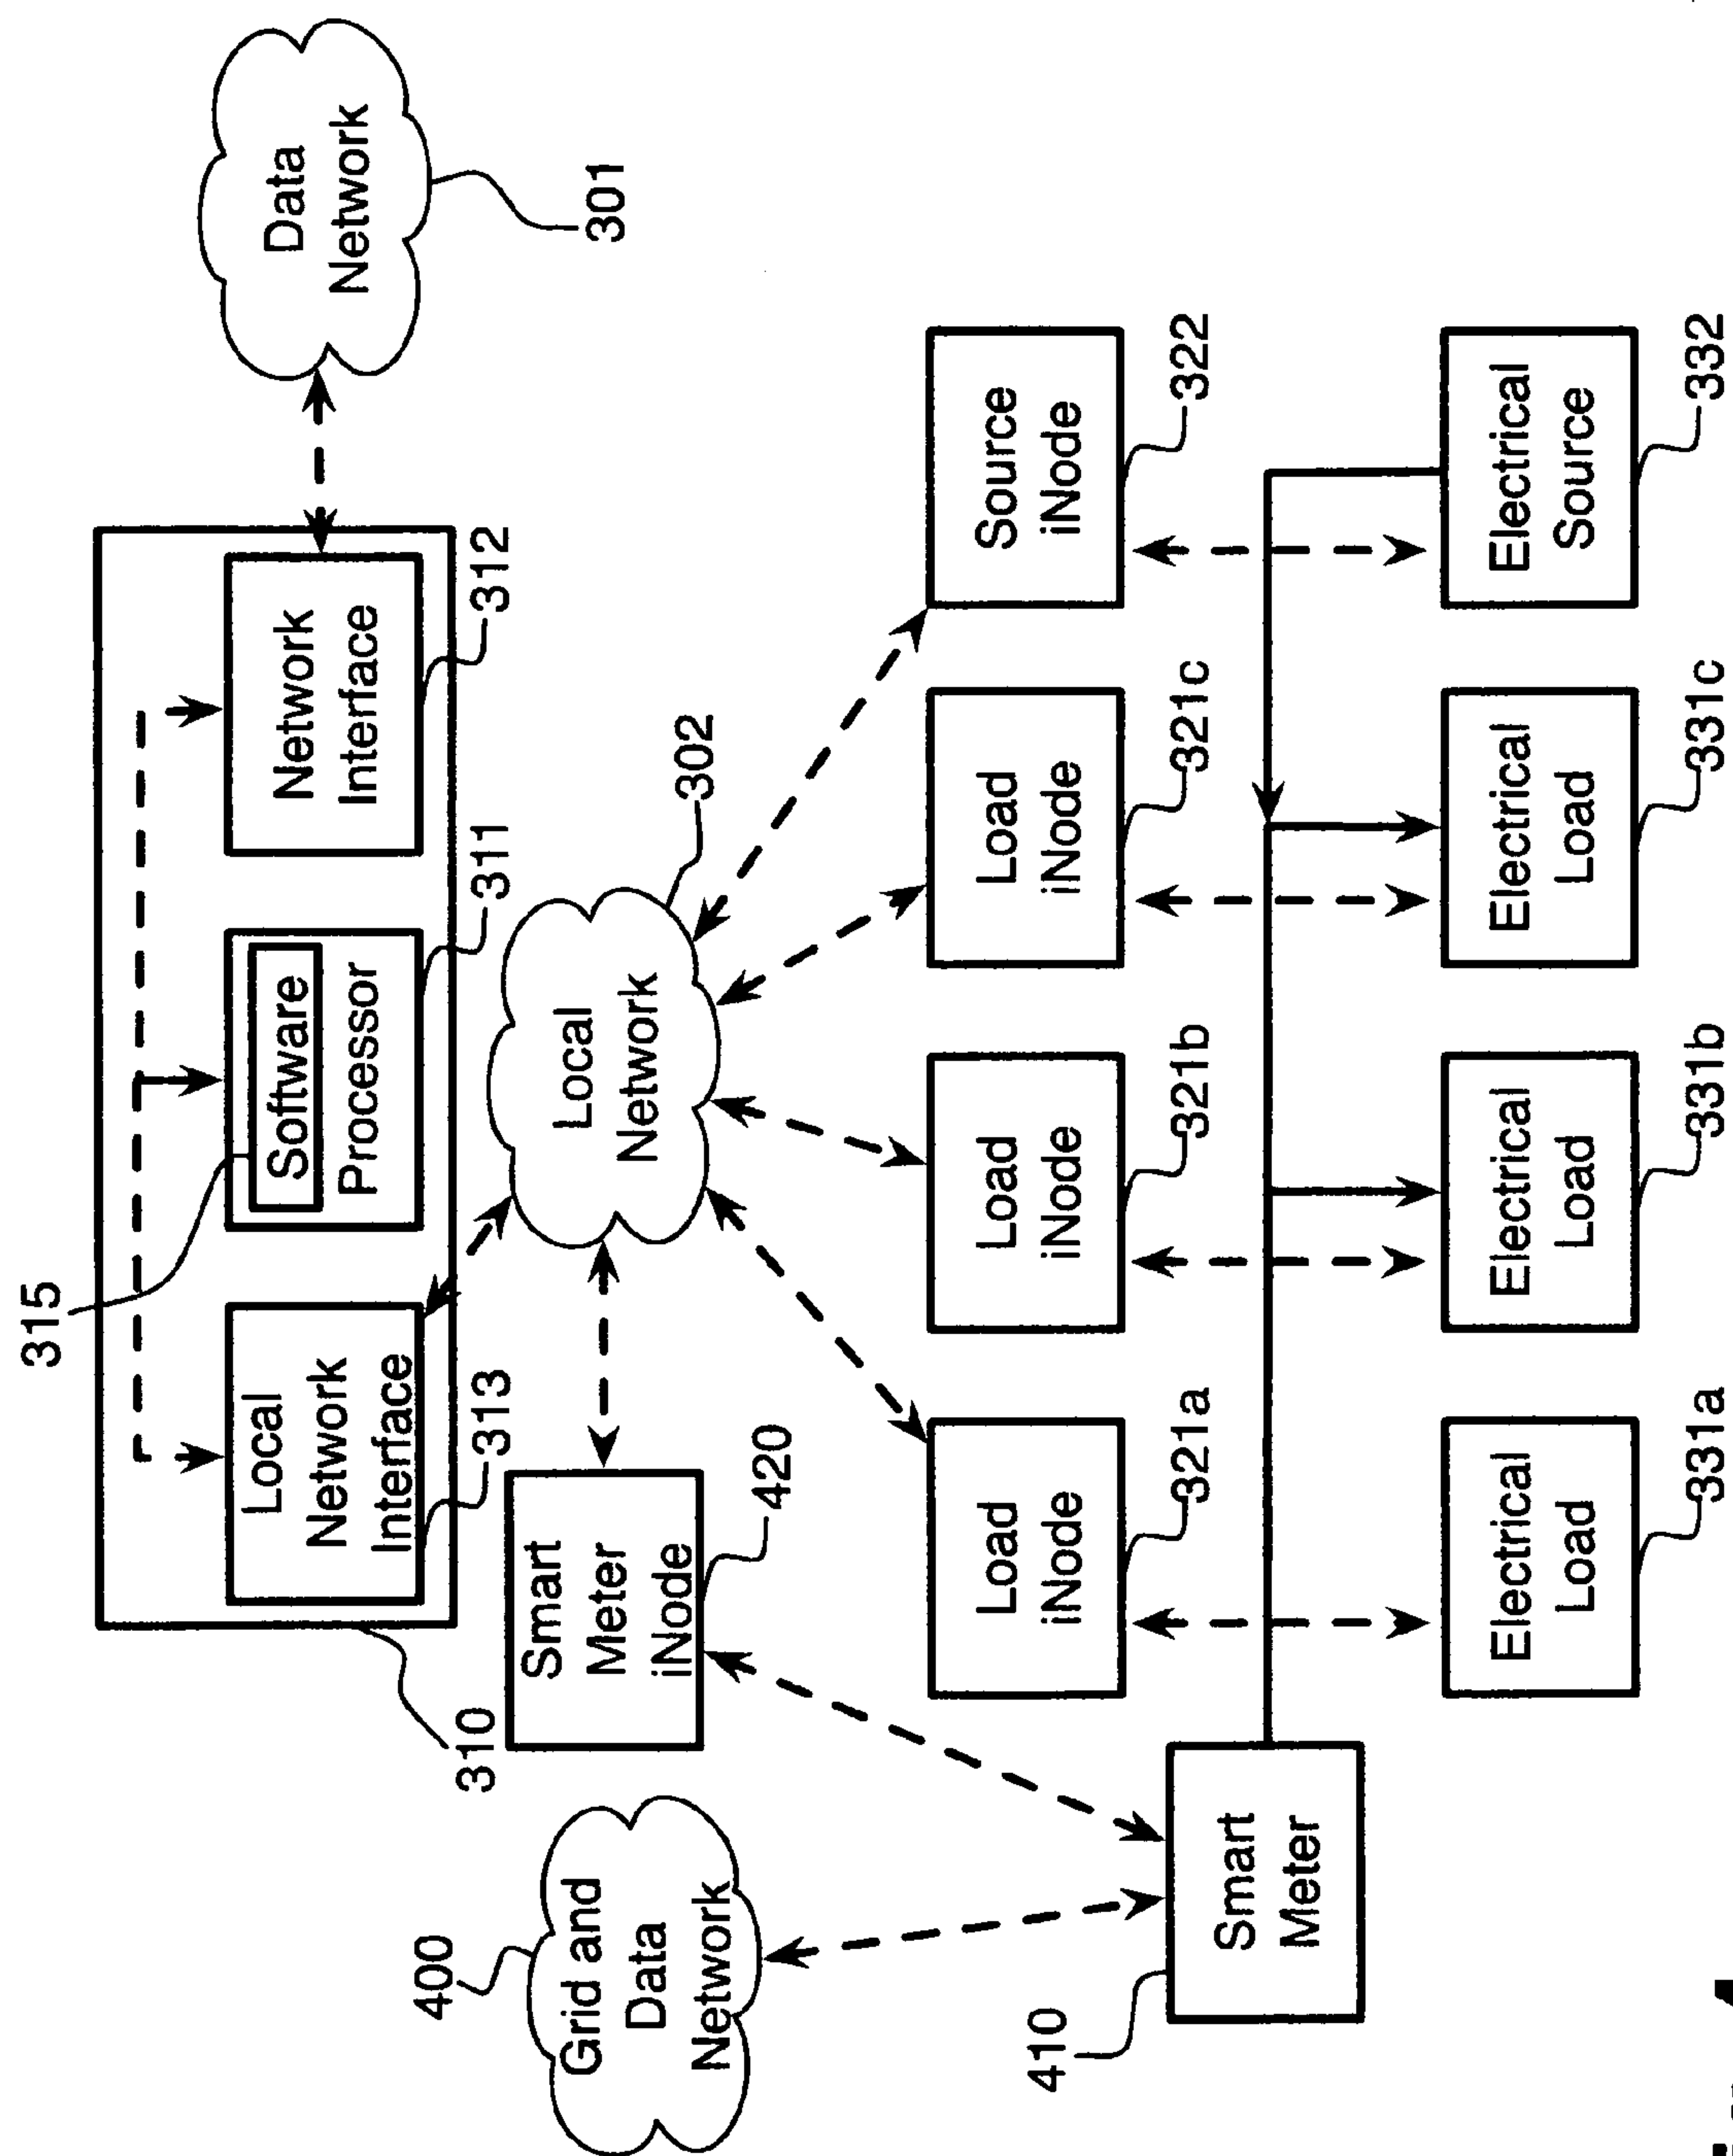 315
Local
Network
Interface
Software
Processor
Network
Interface
Data
Network
310
313
311
312
301
400
Grid and
Data
Network
Smart
Meter
iNode
420
Local
Network
302
Load
iNode
Load
iNode
Load
iNode
Source
iNode
321a
321b
321c
322
410
Smart
Meter
Electrical
Load
Electrical
Load
Electrical
Load
Electrical
Source
331a
331b
331c
332